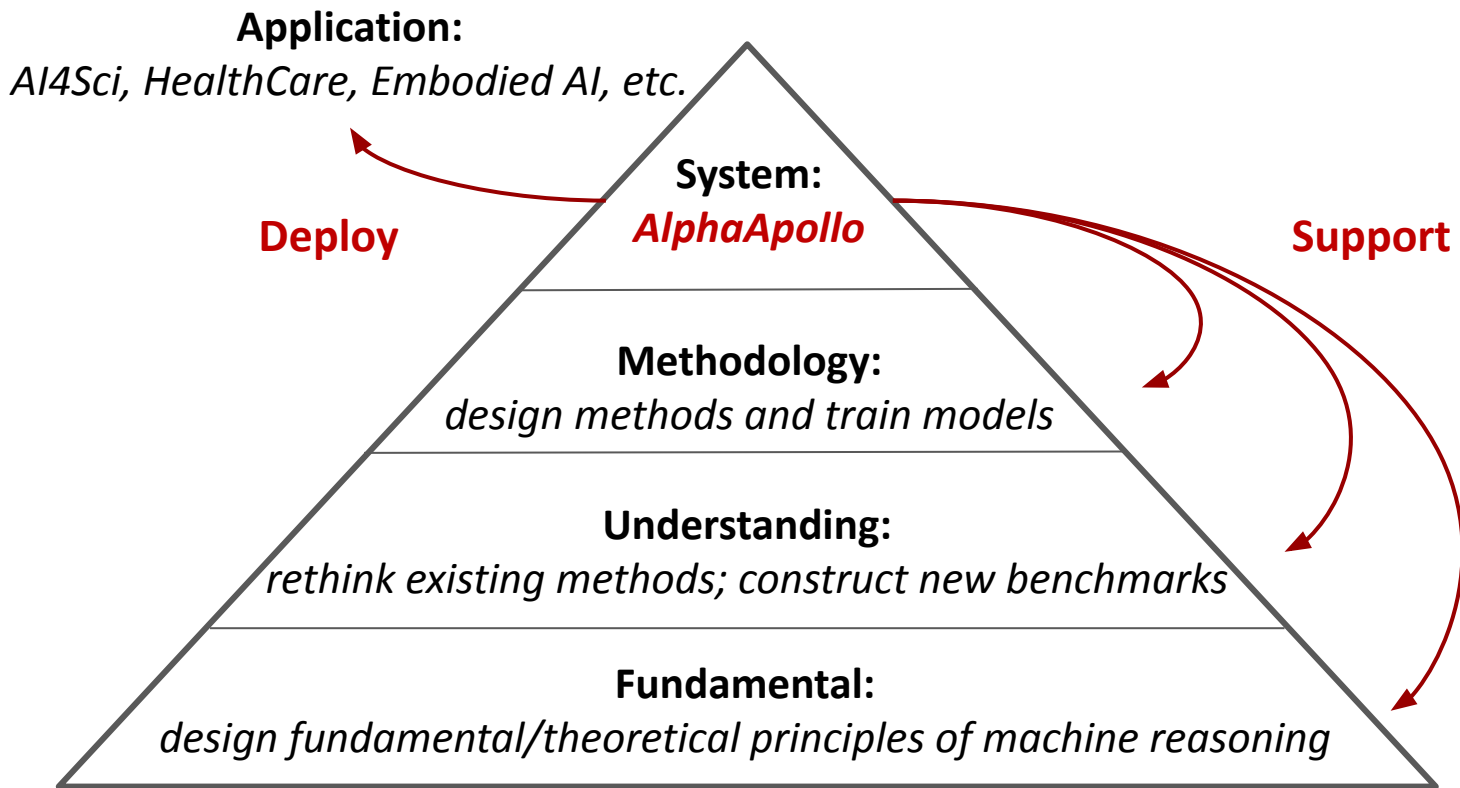 Application:
AI4Sci, HealthCare, Embodied AI, etc.
System:
AlphaApollo
Deploy
Support
Methodology:
design methods and train models
Understanding:
rethink existing methods; construct new benchmarks
Fundamental:
design fundamental/theoretical principles of machine reasoning